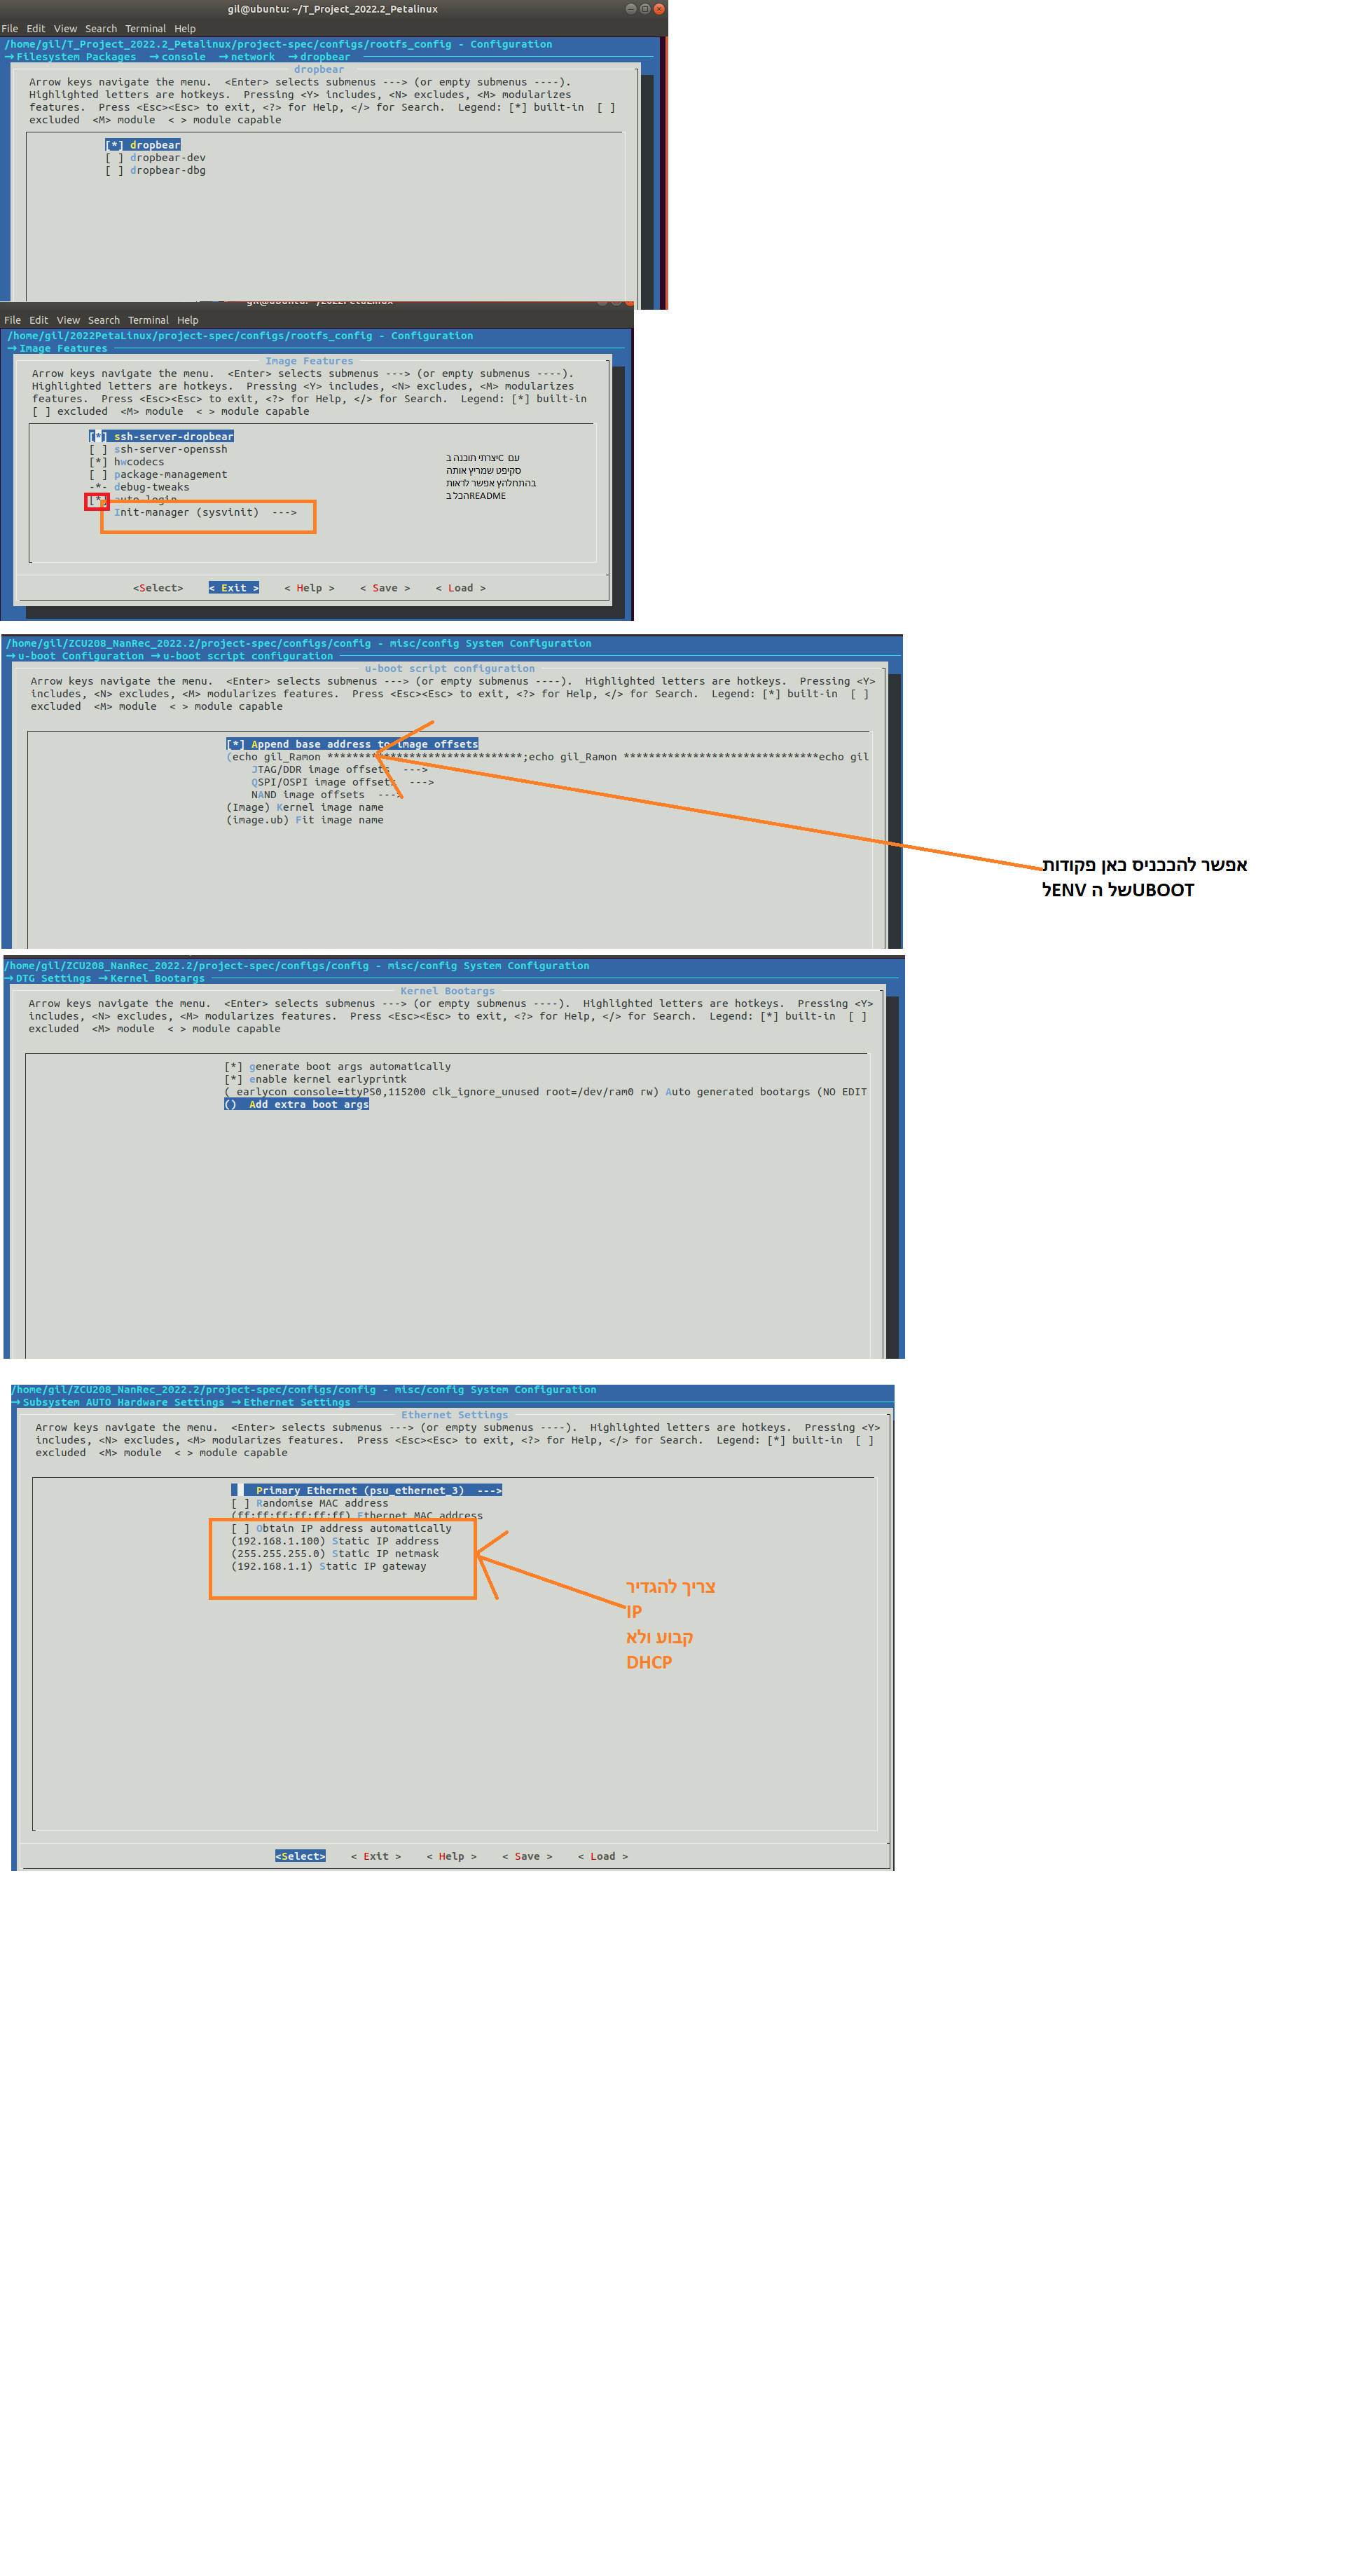 gil@ubuntu: ~/T_Project_2022.2_Petalinux
File Edit View Search Terminal Help
/home/gil/T_Project_2022.2_Petalinux/project-spec/configs/rootfs_config - Configuration
→ Filesystem Packages → console → network → dropbear
dropbear
Arrow keys navigate the menu. <Enter> selects submenus ---> (or empty submenus ----).
Highlighted letters are hotkeys. Pressing <Y> includes, <N> excludes, <M> modularizes
features. Press <Esc><Esc> to exit, <?> for Help, </> for Search. Legend: [*] built-in [ ]
excluded <M> module < > module capable
[*] dropbear
[ ] dropbear-dev
[ ] dropbear-dbg
File Edit View Search Terminal Help
/home/gil/2022PetaLinux/project-spec/configs/rootfs_config - Configuration
→ Image Features
Image Features
Arrow keys navigate the menu. <Enter> selects submenus ---> (or empty submenus ----).
Highlighted letters are hotkeys. Pressing <Y> includes, <N> excludes, <M> modularizes
features. Press <Esc><Esc> to exit, <?> for Help, </> for Search. Legend: [*] built-in
[ ] excluded <M> module < > module capable
[*] ssh-server-dropbear
[ ] ssh-server-openssh
[*] hwcodecs
[ ] package-management
-*- debug-tweaks
[*] auto-login
Init-manager (sysvinit) --->
יצרתי תוכנה בC עם
סקיפט שמריץ אותה
בהתחלהץ אפשר לראות
הכל בREADME
<Select> < Exit > < Help > < Save > < Load >
/home/gil/ZCU208_NanRec_2022.2/project-spec/configs/config - misc/config System Configuration
→ u-boot Configuration → u-boot script configuration
u-boot script configuration
Arrow keys navigate the menu. <Enter> selects submenus ---> (or empty submenus ----). Highlighted letters are hotkeys. Pressing <Y>
includes, <N> excludes, <M> modularizes features. Press <Esc><Esc> to exit, <?> for Help, </> for Search. Legend: [*] built-in [ ]
excluded <M> module < > module capable
[*] Append base address to image offsets
(echo gil_Ramon *******************************;echo gil_Ramon *******************************echo gil
JTAG/DDR image offsets --->
QSPI/OSPI image offsets --->
NAND image offsets --->
(Image) Kernel image name
(image.ub) Fit image name
אפשר להככניס כאן פקודות
לENV של הUBOOT
/home/gil/ZCU208_NanRec_2022.2/project-spec/configs/config - misc/config System Configuration
→ DTG Settings → Kernel Bootargs
Kernel Bootargs
Arrow keys navigate the menu. <Enter> selects submenus ---> (or empty submenus ----). Highlighted letters are hotkeys. Pressing <Y>
includes, <N> excludes, <M> modularizes features. Press <Esc><Esc> to exit, <?> for Help, </> for Search. Legend: [*] built-in [ ]
excluded <M> module < > module capable
[*] generate boot args automatically
[*] enable kernel earlyprintk
( earlycon console=ttyPS0,115200 clk_ignore_unused root=/dev/ram0 rw) Auto generated bootargs (NO EDIT
() Add extra boot args
/home/gil/ZCU208_NanRec_2022.2/project-spec/configs/config - misc/config System Configuration
→ Subsystem AUTO Hardware Settings → Ethernet Settings
Ethernet Settings
Arrow keys navigate the menu. <Enter> selects submenus ---> (or empty submenus ----). Highlighted letters are hotkeys. Pressing <Y>
includes, <N> excludes, <M> modularizes features. Press <Esc><Esc> to exit, <?> for Help, </> for Search. Legend: [*] built-in [ ]
excluded <M> module < > module capable
Primary Ethernet (psu_ethernet_3) --->
[ ] Randomise MAC address
(ff:ff:ff:ff:ff:ff) Ethernet MAC address
[ ] Obtain IP address automatically
(192.168.1.100) Static IP address
(255.255.255.0) Static IP netmask
(192.168.1.1) Static IP gateway
צריך להגדיר
IP
קבוע ולא
DHCP
<Select> < Exit > < Help > < Save > < Load >